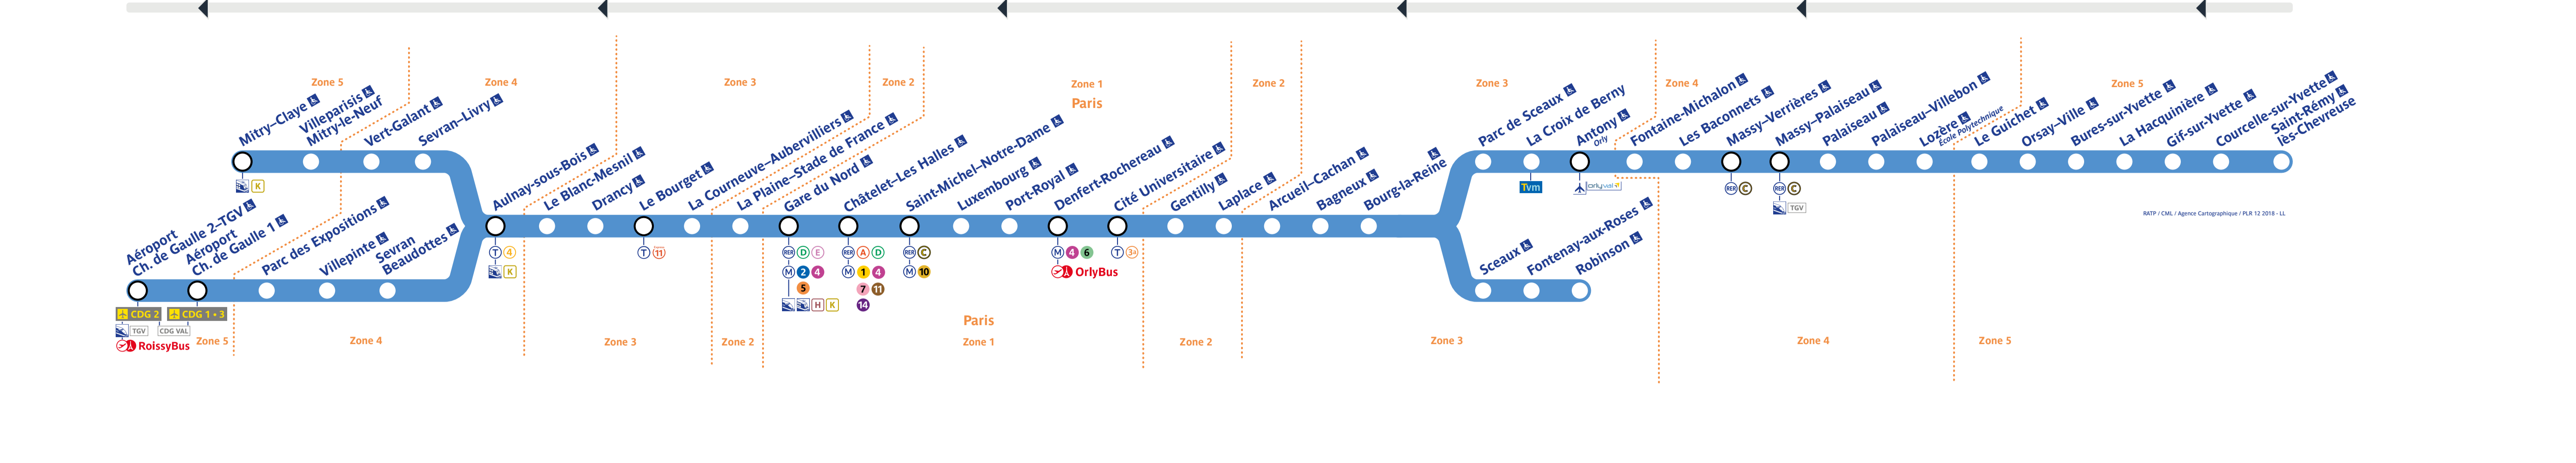 Zone 5
Zone 4
Zone 3
Zone 2
Zone 1
Paris
Zone 2
Zone 3
Zone 4
Zone 5
Mitry–Claye
Villeparisis
Mitry-le-Neuf
Vert-Galant
Sevran–Livry
K
Aéroport
Ch. de Gaulle 2–TGV
Aéroport
Ch. de Gaulle 1
Parc des Expositions
Villepinte
Sevran
Beaudottes
CDG 2
CDG 1 • 3
TGV
CDG VAL
RoissyBus
Aulnay-sous-Bois
T 4
K
Le Blanc-Mesnil
Drancy
Le Bourget
T 11
La Courneuve–Aubervilliers
La Plaine–Stade de France
Gare du Nord
RER D E
M 2 4
5
H K
Châtelet–Les Halles
RER A D
M 1 4
7 11
14
Saint-Michel–Notre-Dame
RER C
M 10
Luxembourg
Port-Royal
Denfert-Rochereau
M 4 6
OrlyBus
Cité Universitaire
T 3a
Gentilly
Laplace
Arcueil–Cachan
Bagneux
Bourg-la-Reine
Parc de Sceaux
La Croix de Berny
Tvm
Antony
Orly
orlyval
Fontaine-Michalon
Les Baconnets
Massy–Verrières
RER C
Massy–Palaiseau
RER C
TGV
Palaiseau
Palaiseau–Villebon
Lozère
École Polytechnique
Le Guichet
Orsay–Ville
Bures-sur-Yvette
La Hacquinière
Gif-sur-Yvette
Courcelle-sur-Yvette
Saint-Rémy
lès-Chevreuse
Sceaux
Fontenay-aux-Roses
Robinson
RATP / CML / Agence Cartographique / PLR 12 2018 - LL
Zone 5
Zone 4
Zone 3
Zone 2
Paris
Zone 1
Zone 2
Zone 3
Zone 4
Zone 5